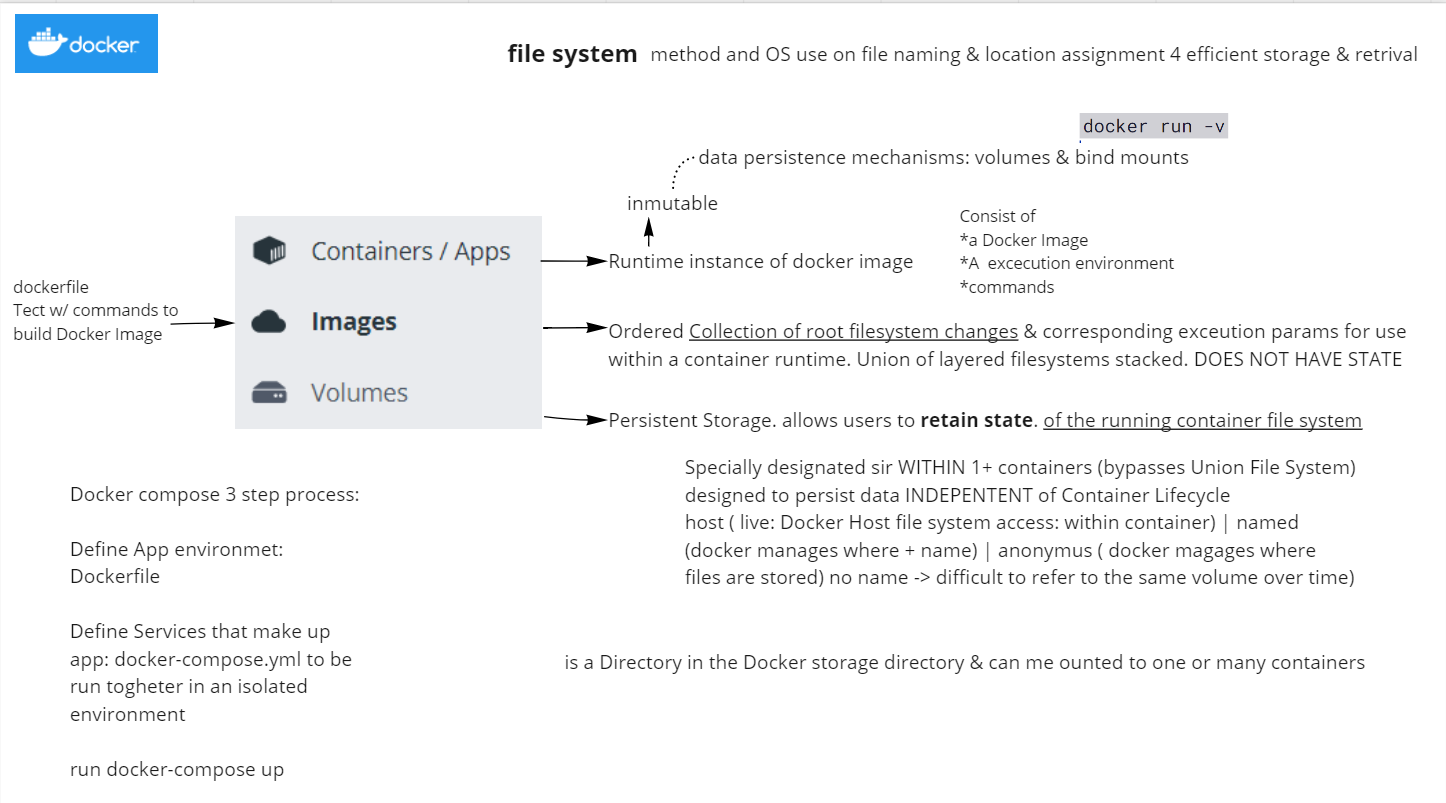 docker
file system method and OS use on file naming & location assignment 4 efficient storage & retrival
docker run -v
data persistence mechanisms: volumes & bind mounts
inmutable
Consist of
*a Docker Image
*A excecution environment
*commands
Containers / Apps
Runtime instance of docker image
dockerfile
Tect w/ commands to
build Docker Image
Images
Ordered Collection of root filesystem changes & corresponding exceution params for use
within a container runtime. Union of layered filesystems stacked. DOES NOT HAVE STATE
Volumes
Persistent Storage. allows users to retain state. of the running container file system
Specially designated sir WITHIN 1+ containers (bypasses Union File System)
designed to persist data INDEPENTENT of Container Lifecycle
host ( live: Docker Host file system access: within container) | named
(docker manages where + name) | anonymus ( docker magages where
files are stored) no name -> difficult to refer to the same volume over time)
is a Directory in the Docker storage directory & can me ounted to one or many containers
Docker compose 3 step process:
Define App environmet:
Dockerfile
Define Services that make up
app: docker-compose.yml to be
run togheter in an isolated
environment
run docker-compose up